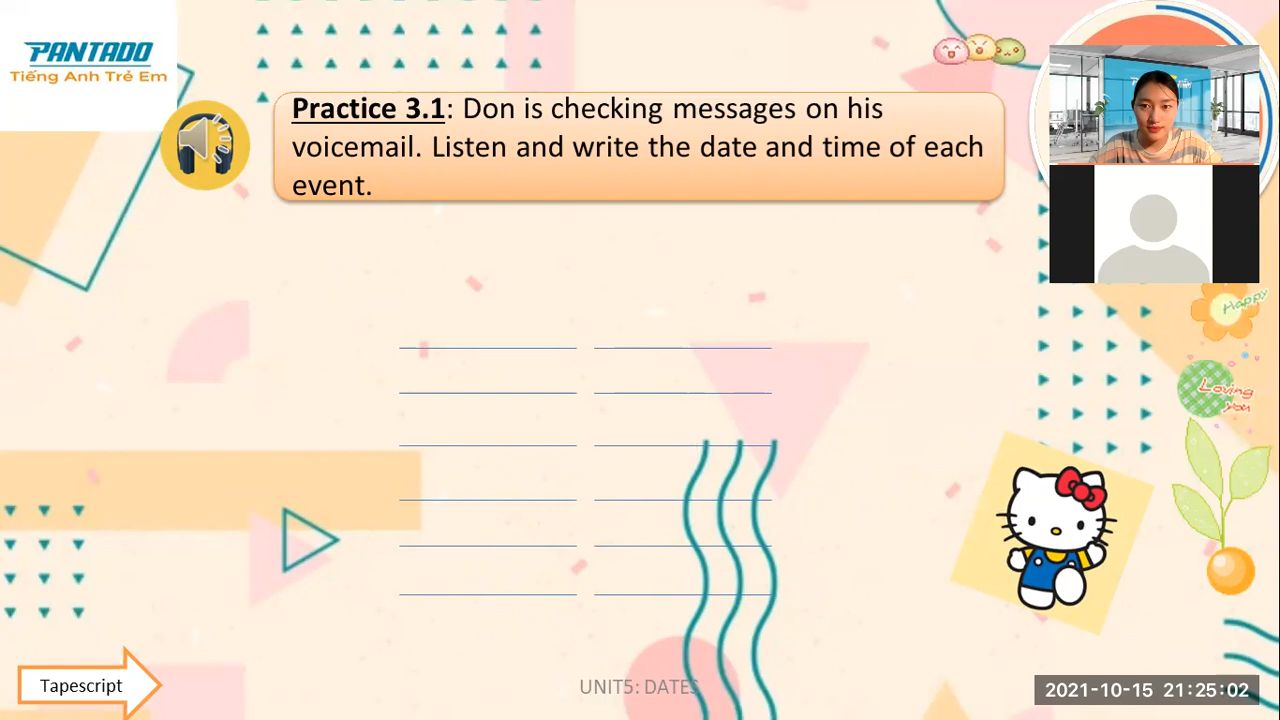 PANTADO
Tiếng Anh Trẻ Em
Practice 3.1: Don is checking messages on his
voicemail. Listen and write the date and time of each
event.
Happy
Loving
you
Tapescript
UNIT5: DATES
2021-10-15 21:25:02